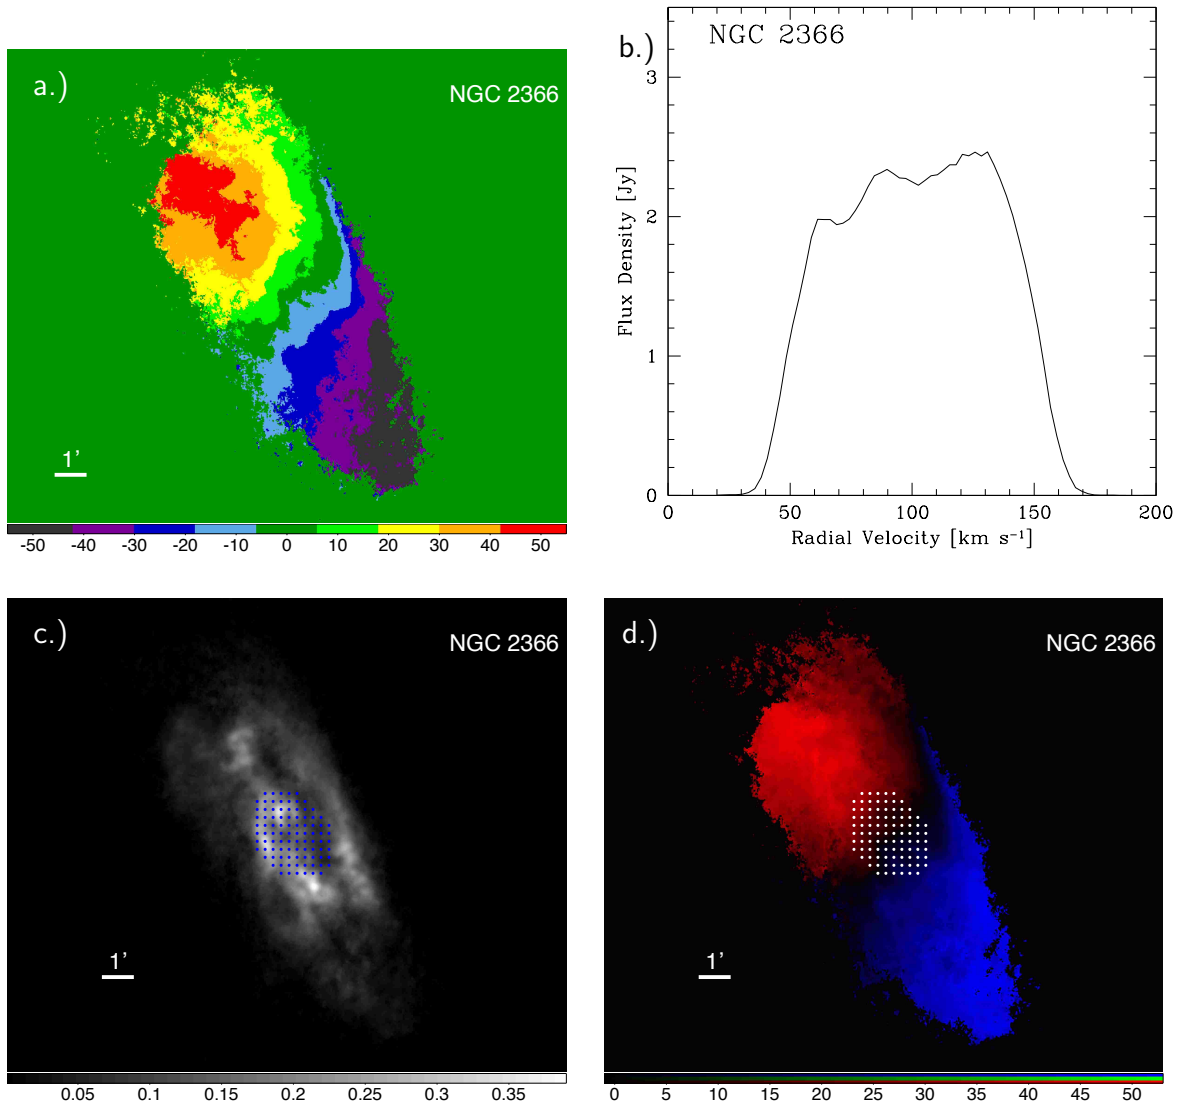 a.)
NGC 2366
1'
-50 -40 -30 -20 -10 0 10 20 30 40 50
b.)
NGC 2366
3
2
1
0
Flux Density [Jy]
0 50 100 150 200
Radial Velocity [km s⁻¹]
c.)
NGC 2366
1'
0.05 0.1 0.15 0.2 0.25 0.3 0.35
d.)
NGC 2366
1'
0 5 10 15 20 25 30 35 40 45 50